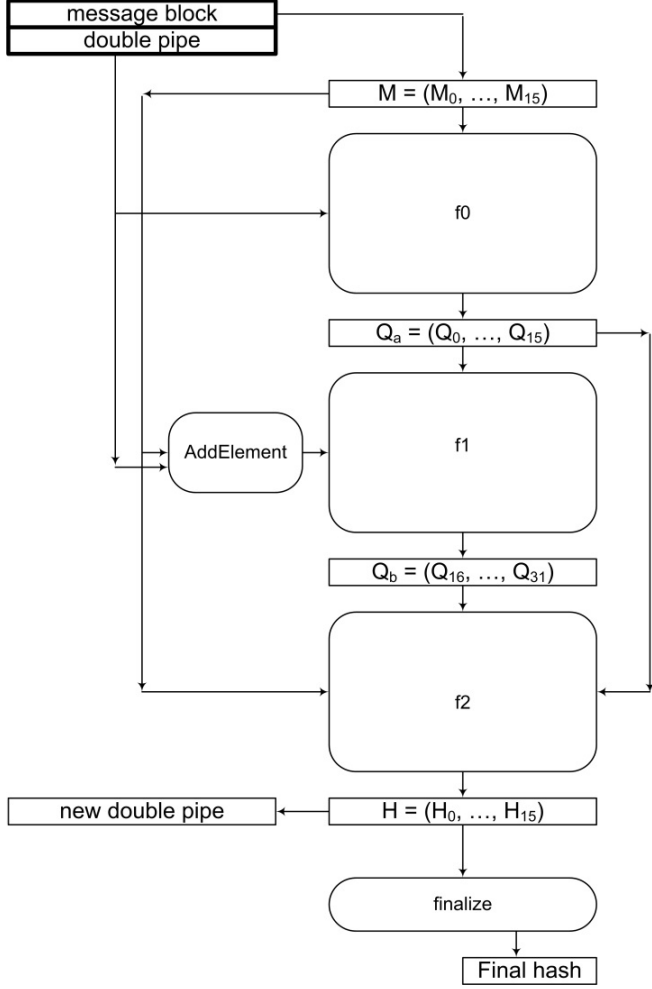 message block
double pipe
M = (M₀, …, M₁₅)
f0
Qₐ = (Q₀, …, Q₁₅)
AddElement
f1
Q_b = (Q₁₆, …, Q₃₁)
f2
new double pipe
H = (H₀, …, H₁₅)
finalize
Final hash